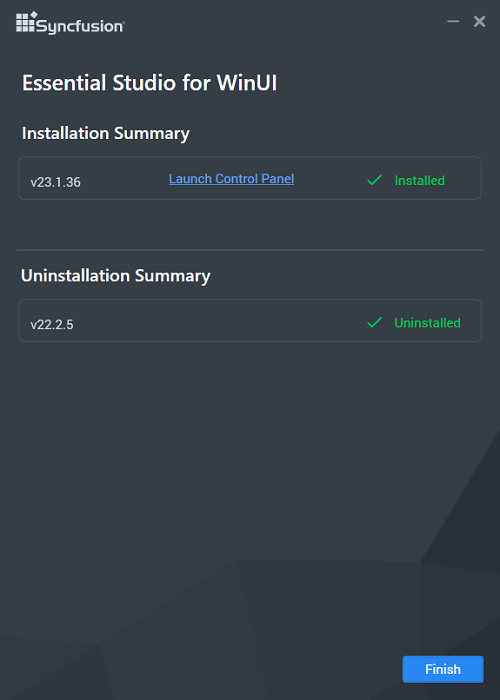 Syncfusion
Essential Studio for WinUI
Installation Summary
v23.1.36 Launch Control Panel Installed
Uninstallation Summary
v22.2.5 Uninstalled
Finish